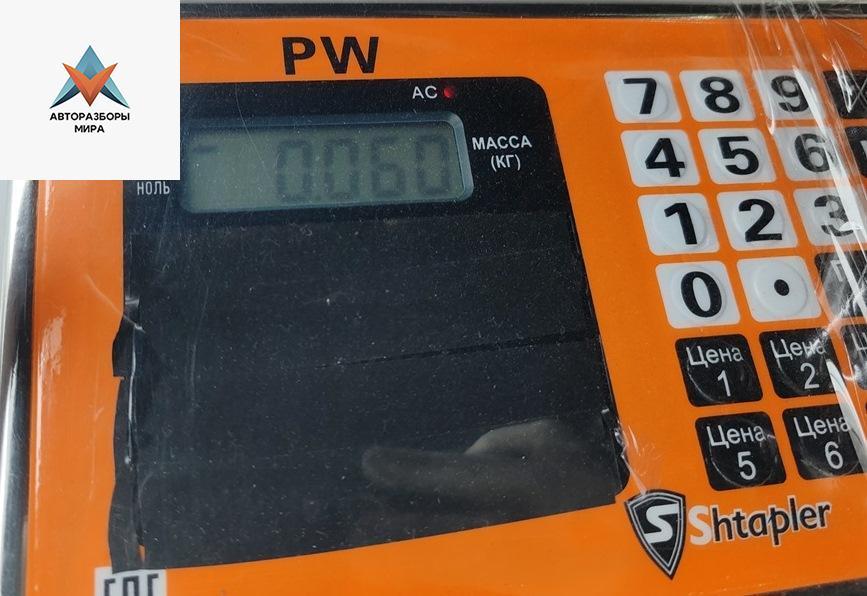 АВТОРАЗБОРЫ
МИРА
PW
AC
- 0.060
МАССА
(КГ)
НОЛЬ
7 8 9
4 5 6
1 2 3
0 .
Цена
1
Цена
2
Цена
5
Цена
6
S Shtapler